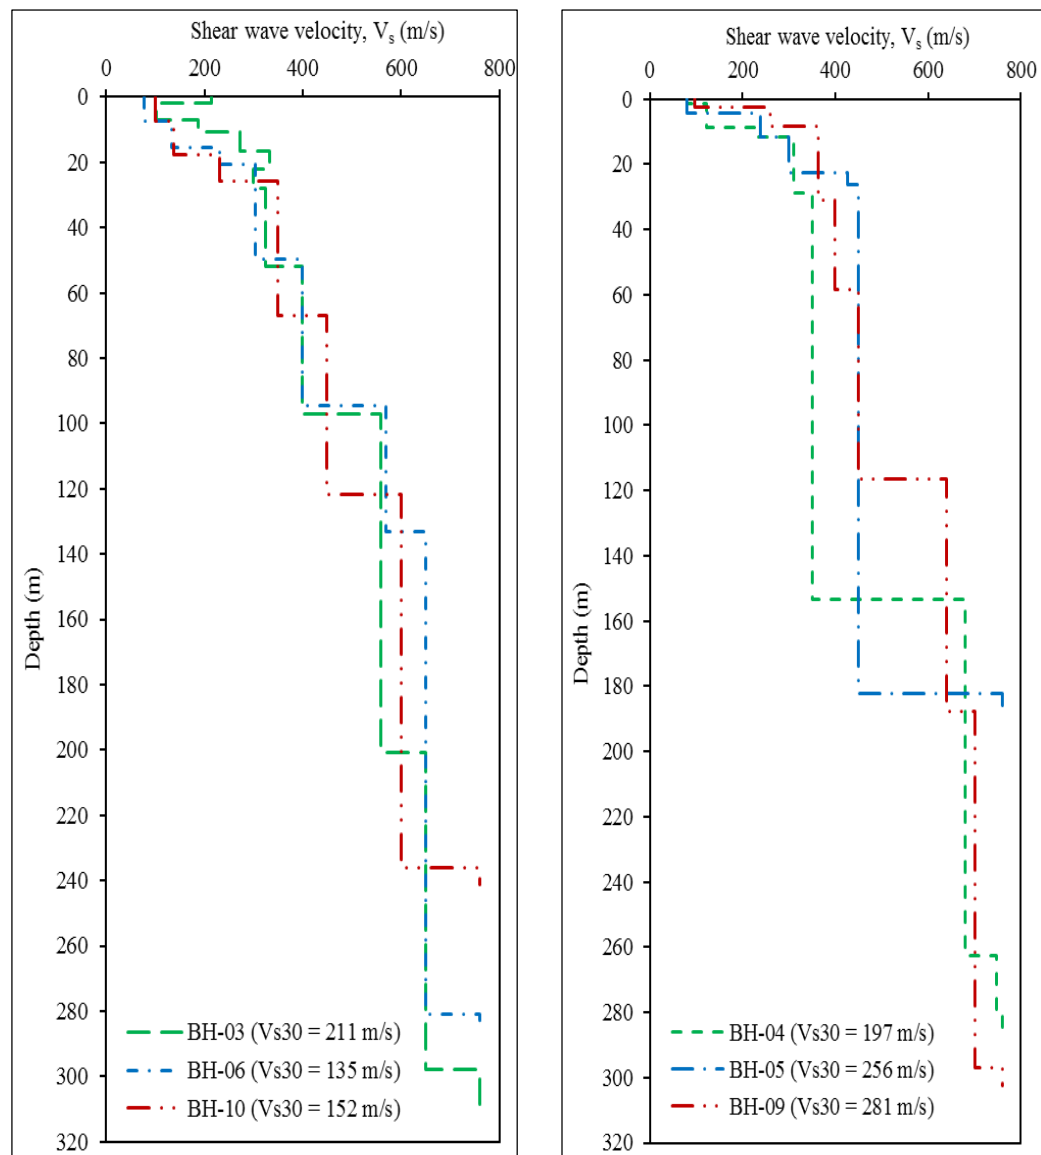 Shear wave velocity, Vs (m/s)
0 200 400 600 800
0
20
40
60
80
100
120
140
160
180
200
220
240
260
280
300
320
Depth (m)
BH-03 (Vs30 = 211 m/s)
BH-06 (Vs30 = 135 m/s)
BH-10 (Vs30 = 152 m/s)
Shear wave velocity, Vs (m/s)
0 200 400 600 800
0
20
40
60
80
100
120
140
160
180
200
220
240
260
280
300
320
Depth (m)
BH-04 (Vs30 = 197 m/s)
BH-05 (Vs30 = 256 m/s)
BH-09 (Vs30 = 281 m/s)